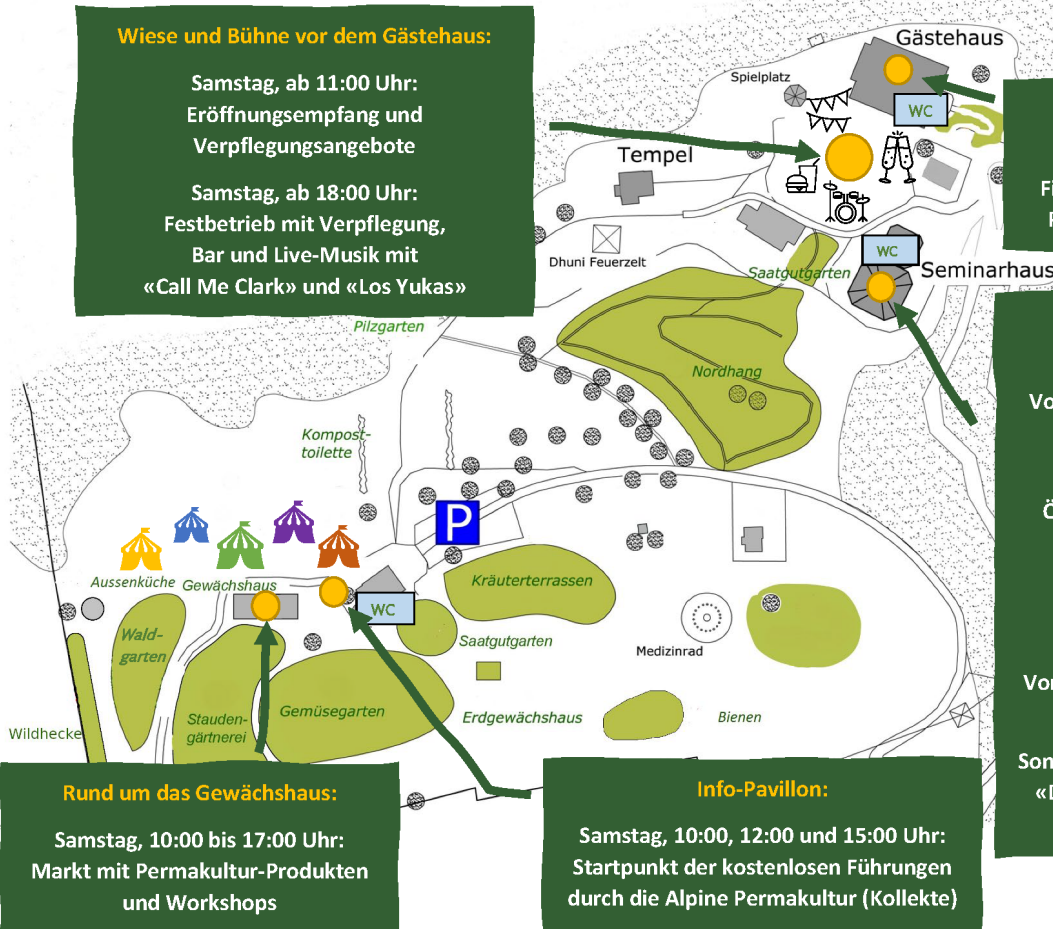 Wiese und Bühne vor dem Gästehaus:
Samstag, ab 11:00 Uhr:
Eröffnungsempfang und
Verpflegungsangebote
Samstag, ab 18:00 Uhr:
Festbetrieb mit Verpflegung,
Bar und Live-Musik mit
«Call Me Clark» und «Los Yukas»
Gästehaus
Spielplatz
WC
Tempel
Dhuni Feuerzelt
WC
Saatgutgarten
Seminarhaus
Pilzgarten
Nordhang
Kompost-
toilette
P
Aussenküche
Gewächshaus
WC
Kräuterterrassen
Wald-
garten
Saatgutgarten
Medizinrad
Stauden-
gärtnerei
Gemüsegarten
Erdgewächshaus
Bienen
Wildhecke
Vo
Ö
Vor
Som
«D
Rund um das Gewächshaus:
Samstag, 10:00 bis 17:00 Uhr:
Markt mit Permakultur-Produkten
und Workshops
Info-Pavillon:
Samstag, 10:00, 12:00 und 15:00 Uhr:
Startpunkt der kostenlosen Führungen
durch die Alpine Permakultur (Kollekte)